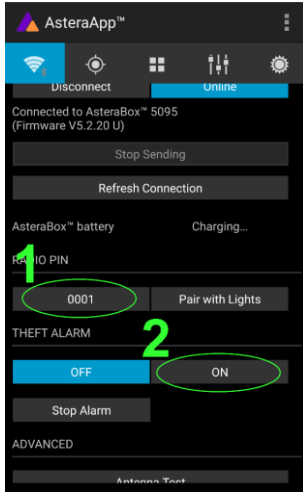 AsteraApp™
Disconnect Online
Connected to AsteraBox™ 5095
(Firmware V5.2.20 U)
Stop Sending
Refresh Connection
AsteraBox™ battery Charging...
1
RADIO PIN
0001 Pair with Lights
THEFT ALARM
2
OFF ON
Stop Alarm
ADVANCED
Antenna Test